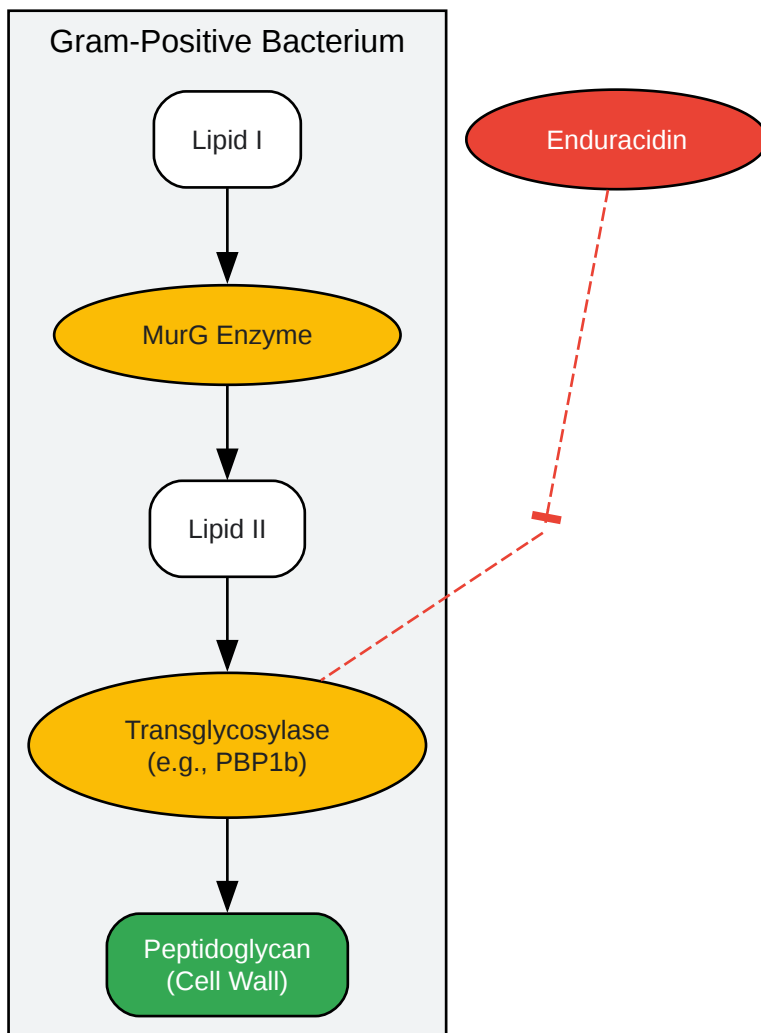 Gram-Positive Bacterium
Lipid I
Enduracidin
MurG Enzyme
Lipid II
Transglycosylase
(e.g., PBP1b)
Peptidoglycan
(Cell Wall)